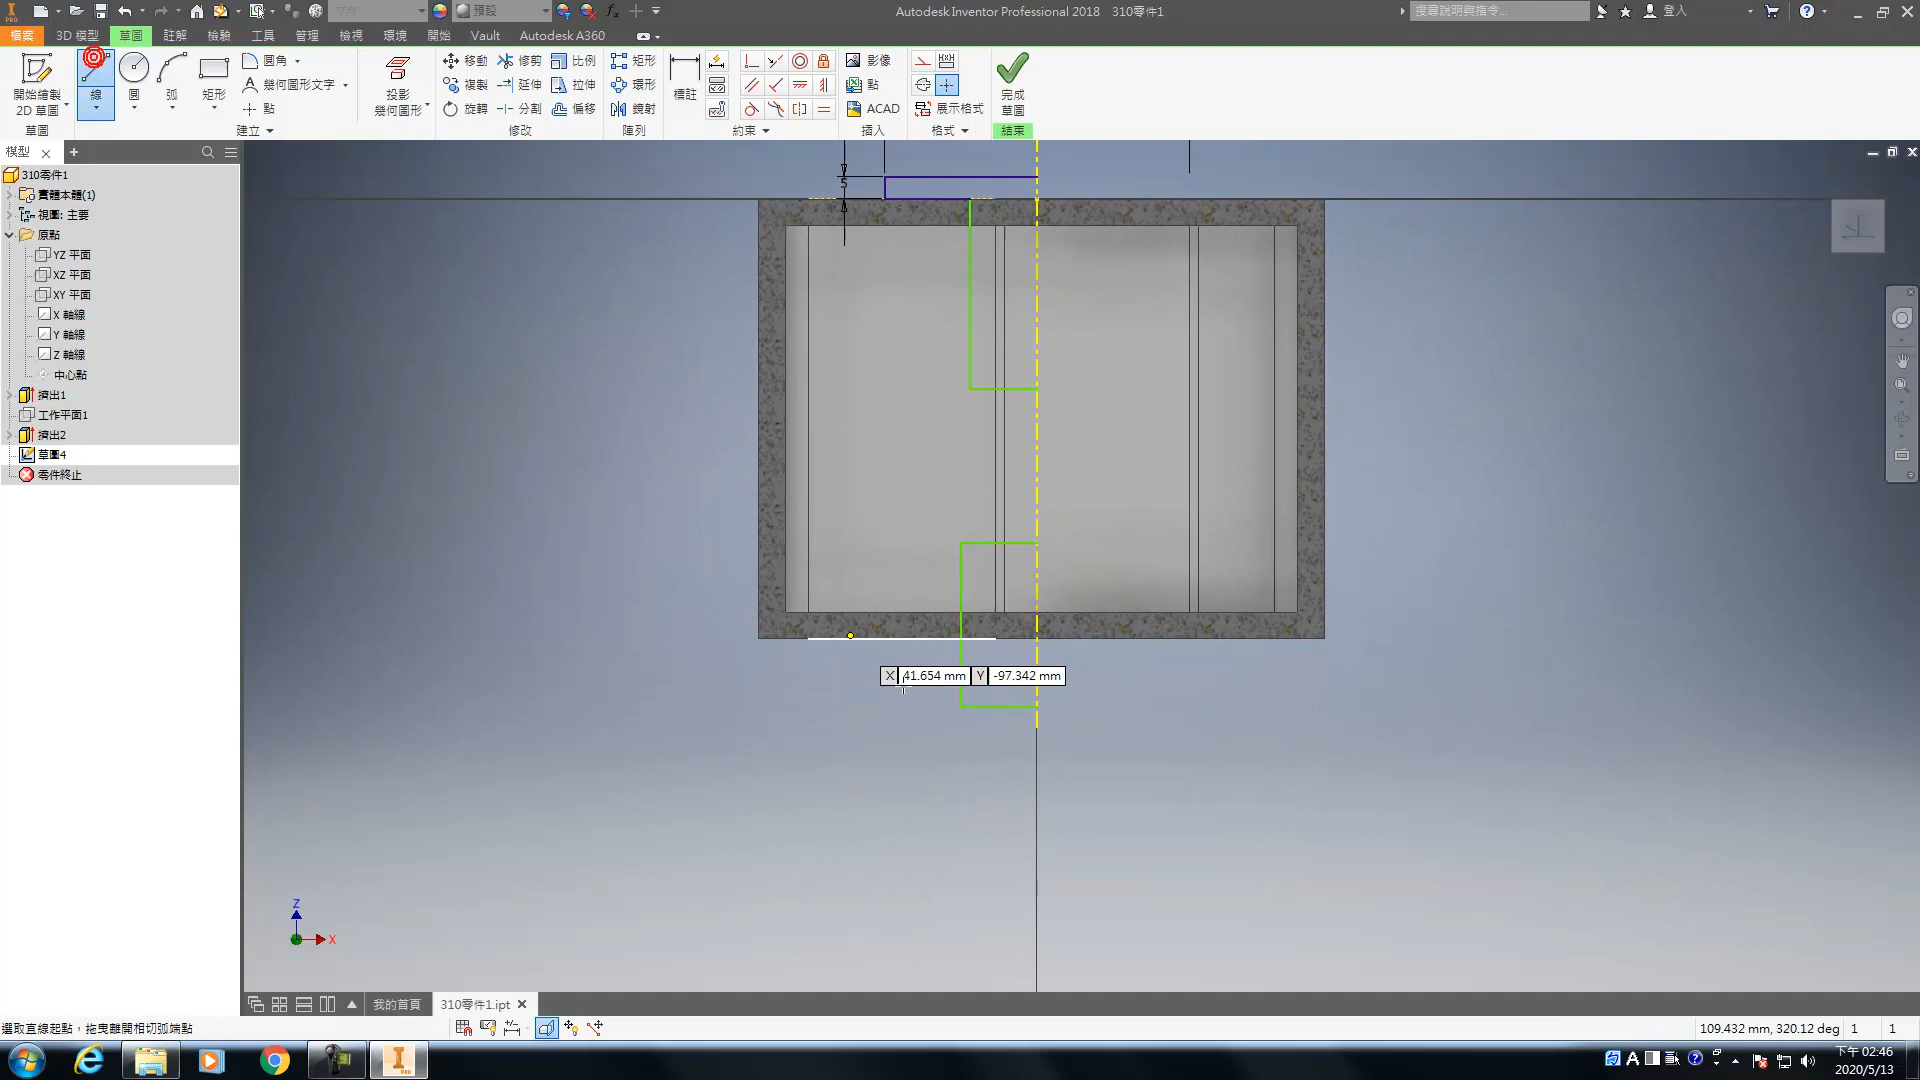 PRO
預設
Autodesk Inventor Professional 2018 310零件1
搜尋說明與指令...
登入
檔案 3D 模型 草圖 註解 檢驗 工具 管理 檢視 環境 開始 Vault Autodesk A360
開始繪製
2D 草圖
線
圓
弧
矩形
圓角
幾何圖形文字
點
投影
幾何圖形
移動 修剪 比例
複製 延伸 拉伸
旋轉 分割 偏移
矩形
環形
鏡射
標註
影像
點
ACAD
展示格式
完成
草圖
草圖 建立 修改 陣列 約束 插入 格式 結束
模型
310零件1
實體本體(1)
視圖: 主要
原點
YZ 平面
XZ 平面
XY 平面
X 軸線
Y 軸線
Z 軸線
中心點
擠出1
工作平面1
擠出2
草圖4
零件終止
5
X 41.654 mm Y -97.342 mm
Z
X
我的首頁 310零件1.ipt
選取直線起點，拖曳離開相切弧端點
109.432 mm, 320.12 deg 1 1
下午 02:46
2020/5/13